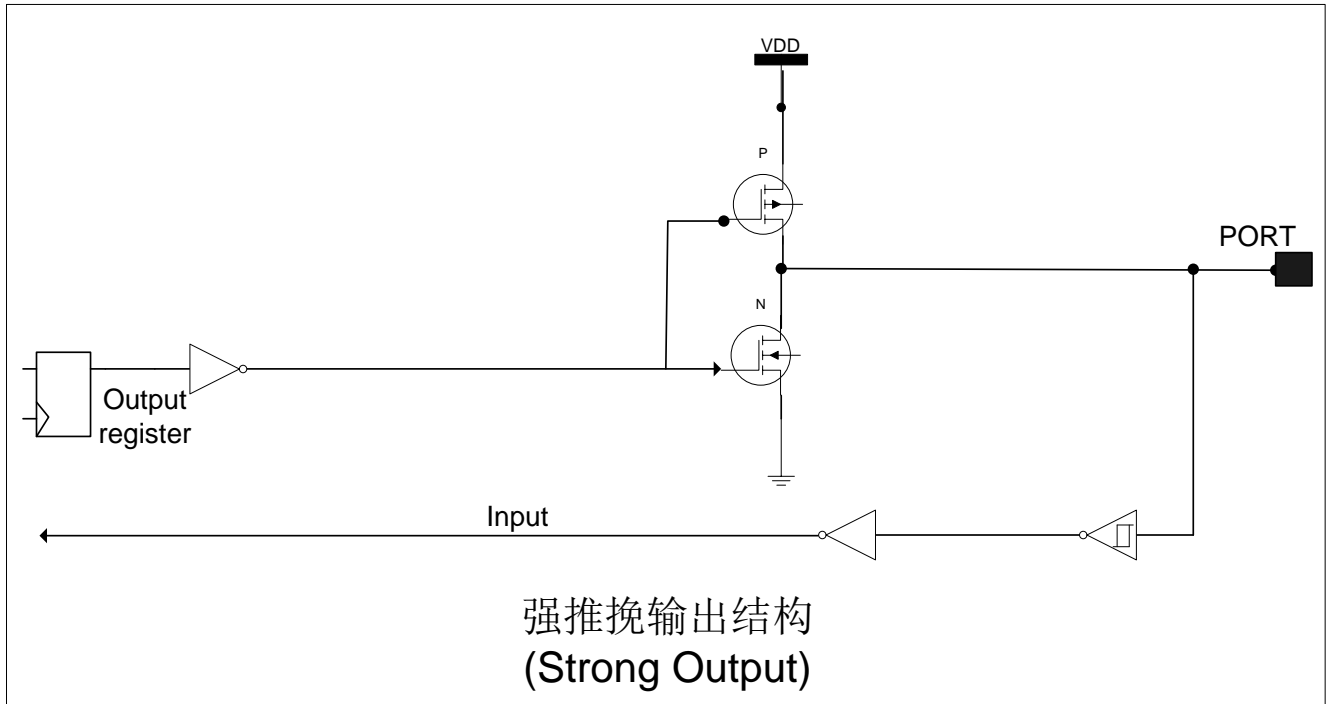 VDD
P
PORT
N
Output
register
Input
强推挽输出结构
(Strong Output)